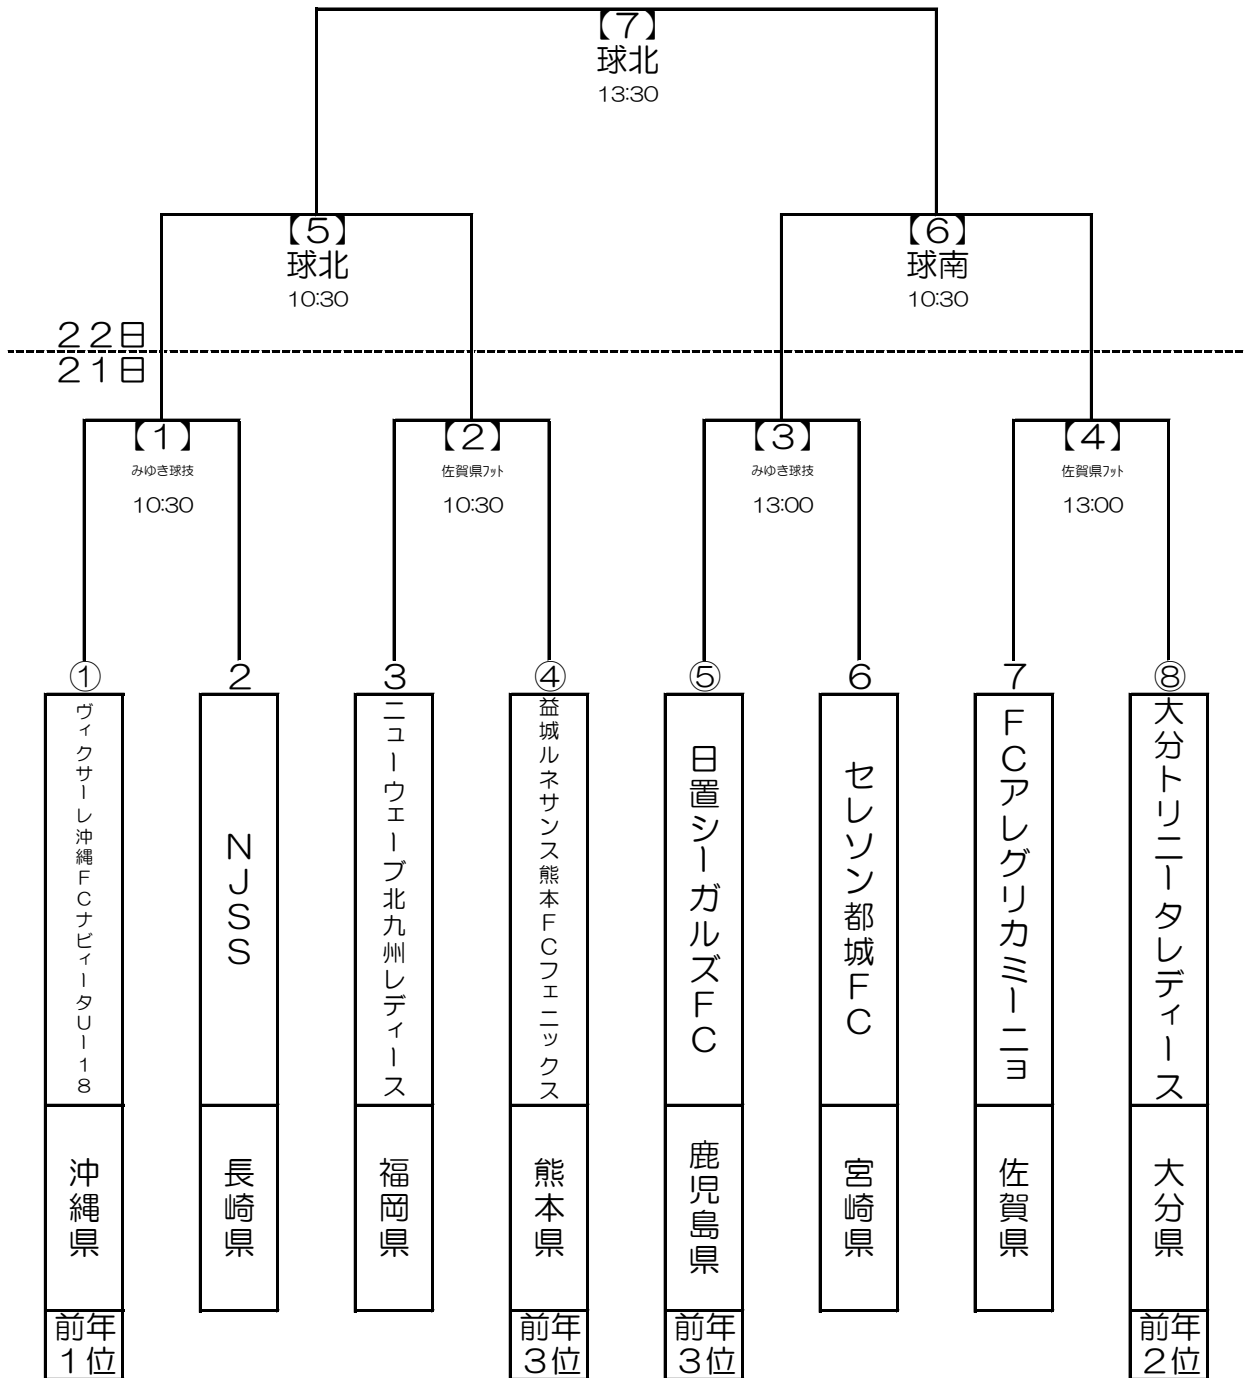 【7】
球北
13:30
【5】
球北
10:30
【6】
球南
10:30
22日
21日
【1】
みゆき球技
10:30
【2】
佐賀県フット
10:30
【3】
みゆき球技
13:00
【4】
佐賀県フット
13:00
①
2
3
④
⑤
6
7
⑧
ヴィクサーレ沖縄FCナビィータU-18
NJSS
ニューウェーブ北九州レディース
益城ルネサンス熊本FCフェニックス
日置シーガルズFC
セレソン都城FC
FCアレグリカミーニョ
大分トリニータレディース
沖縄県
長崎県
福岡県
熊本県
鹿児島県
宮崎県
佐賀県
大分県
前年
1位
前年
3位
前年
3位
前年
2位